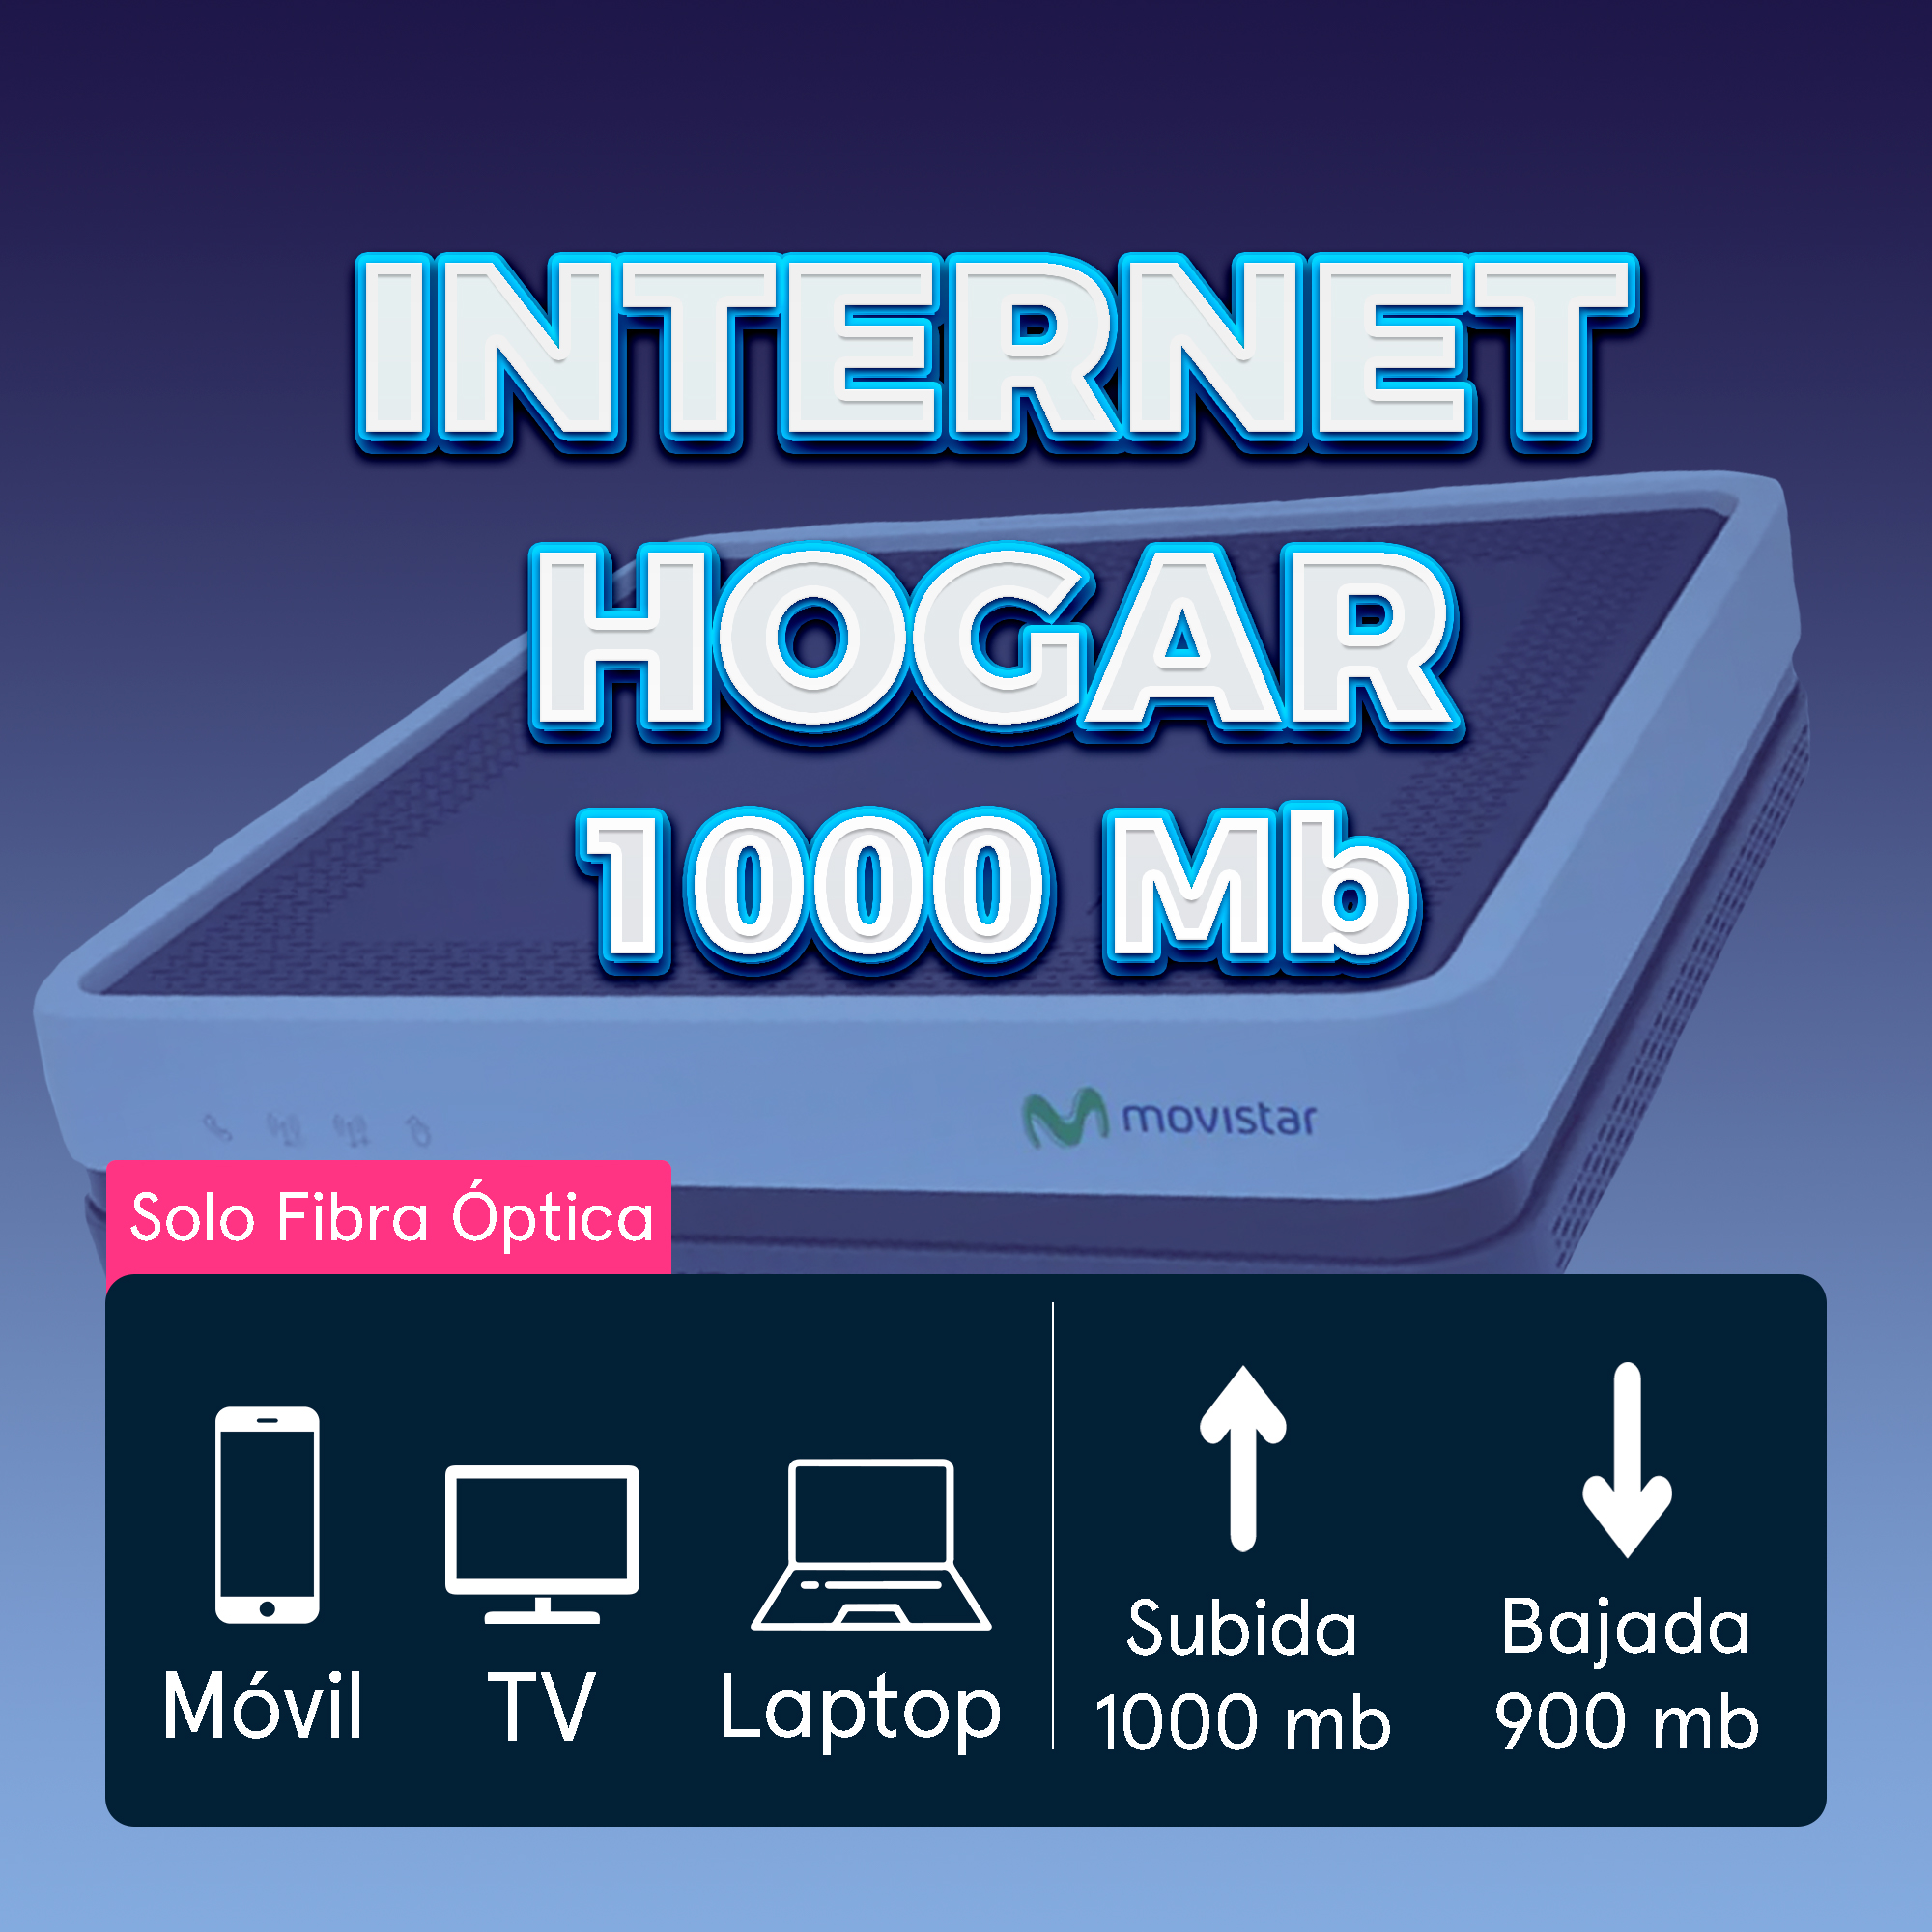 INTERNET
HOGAR
1000 Mb
movistar
Solo Fibra Óptica
Móvil
TV
Laptop
Subida
1000 mb
Bajada
900 mb